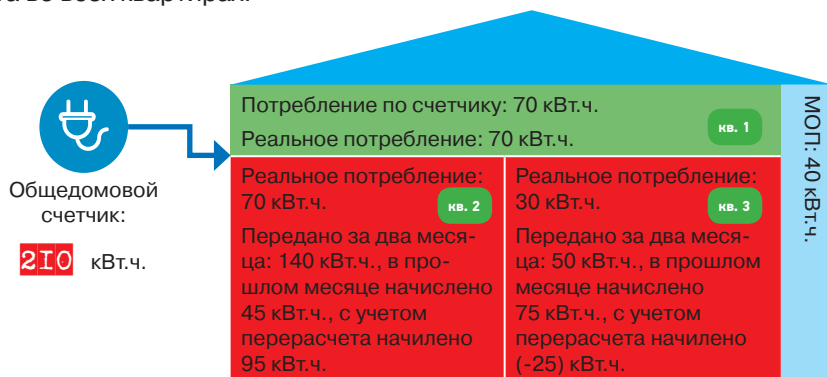 Общедомовой
счетчик:
210 кВт.ч.
Потребление по счетчику: 70 кВт.ч.
Реальное потребление: 70 кВт.ч.
кв. 1
Реальное потребление:
70 кВт.ч.
кв. 2
Передано за два меся-
ца: 140 кВт.ч., в про-
шлом месяце начислено
45 кВт.ч., с учетом
перерасчета начилено
95 кВт.ч.
Реальное потребление:
30 кВт.ч.
кв. 3
Передано за два меся-
ца: 50 кВт.ч., в прошлом
месяце начислено
75 кВт.ч., с учетом
перерасчета начилено
(-25) кВт.ч.
МОП: 40 кВт.ч.